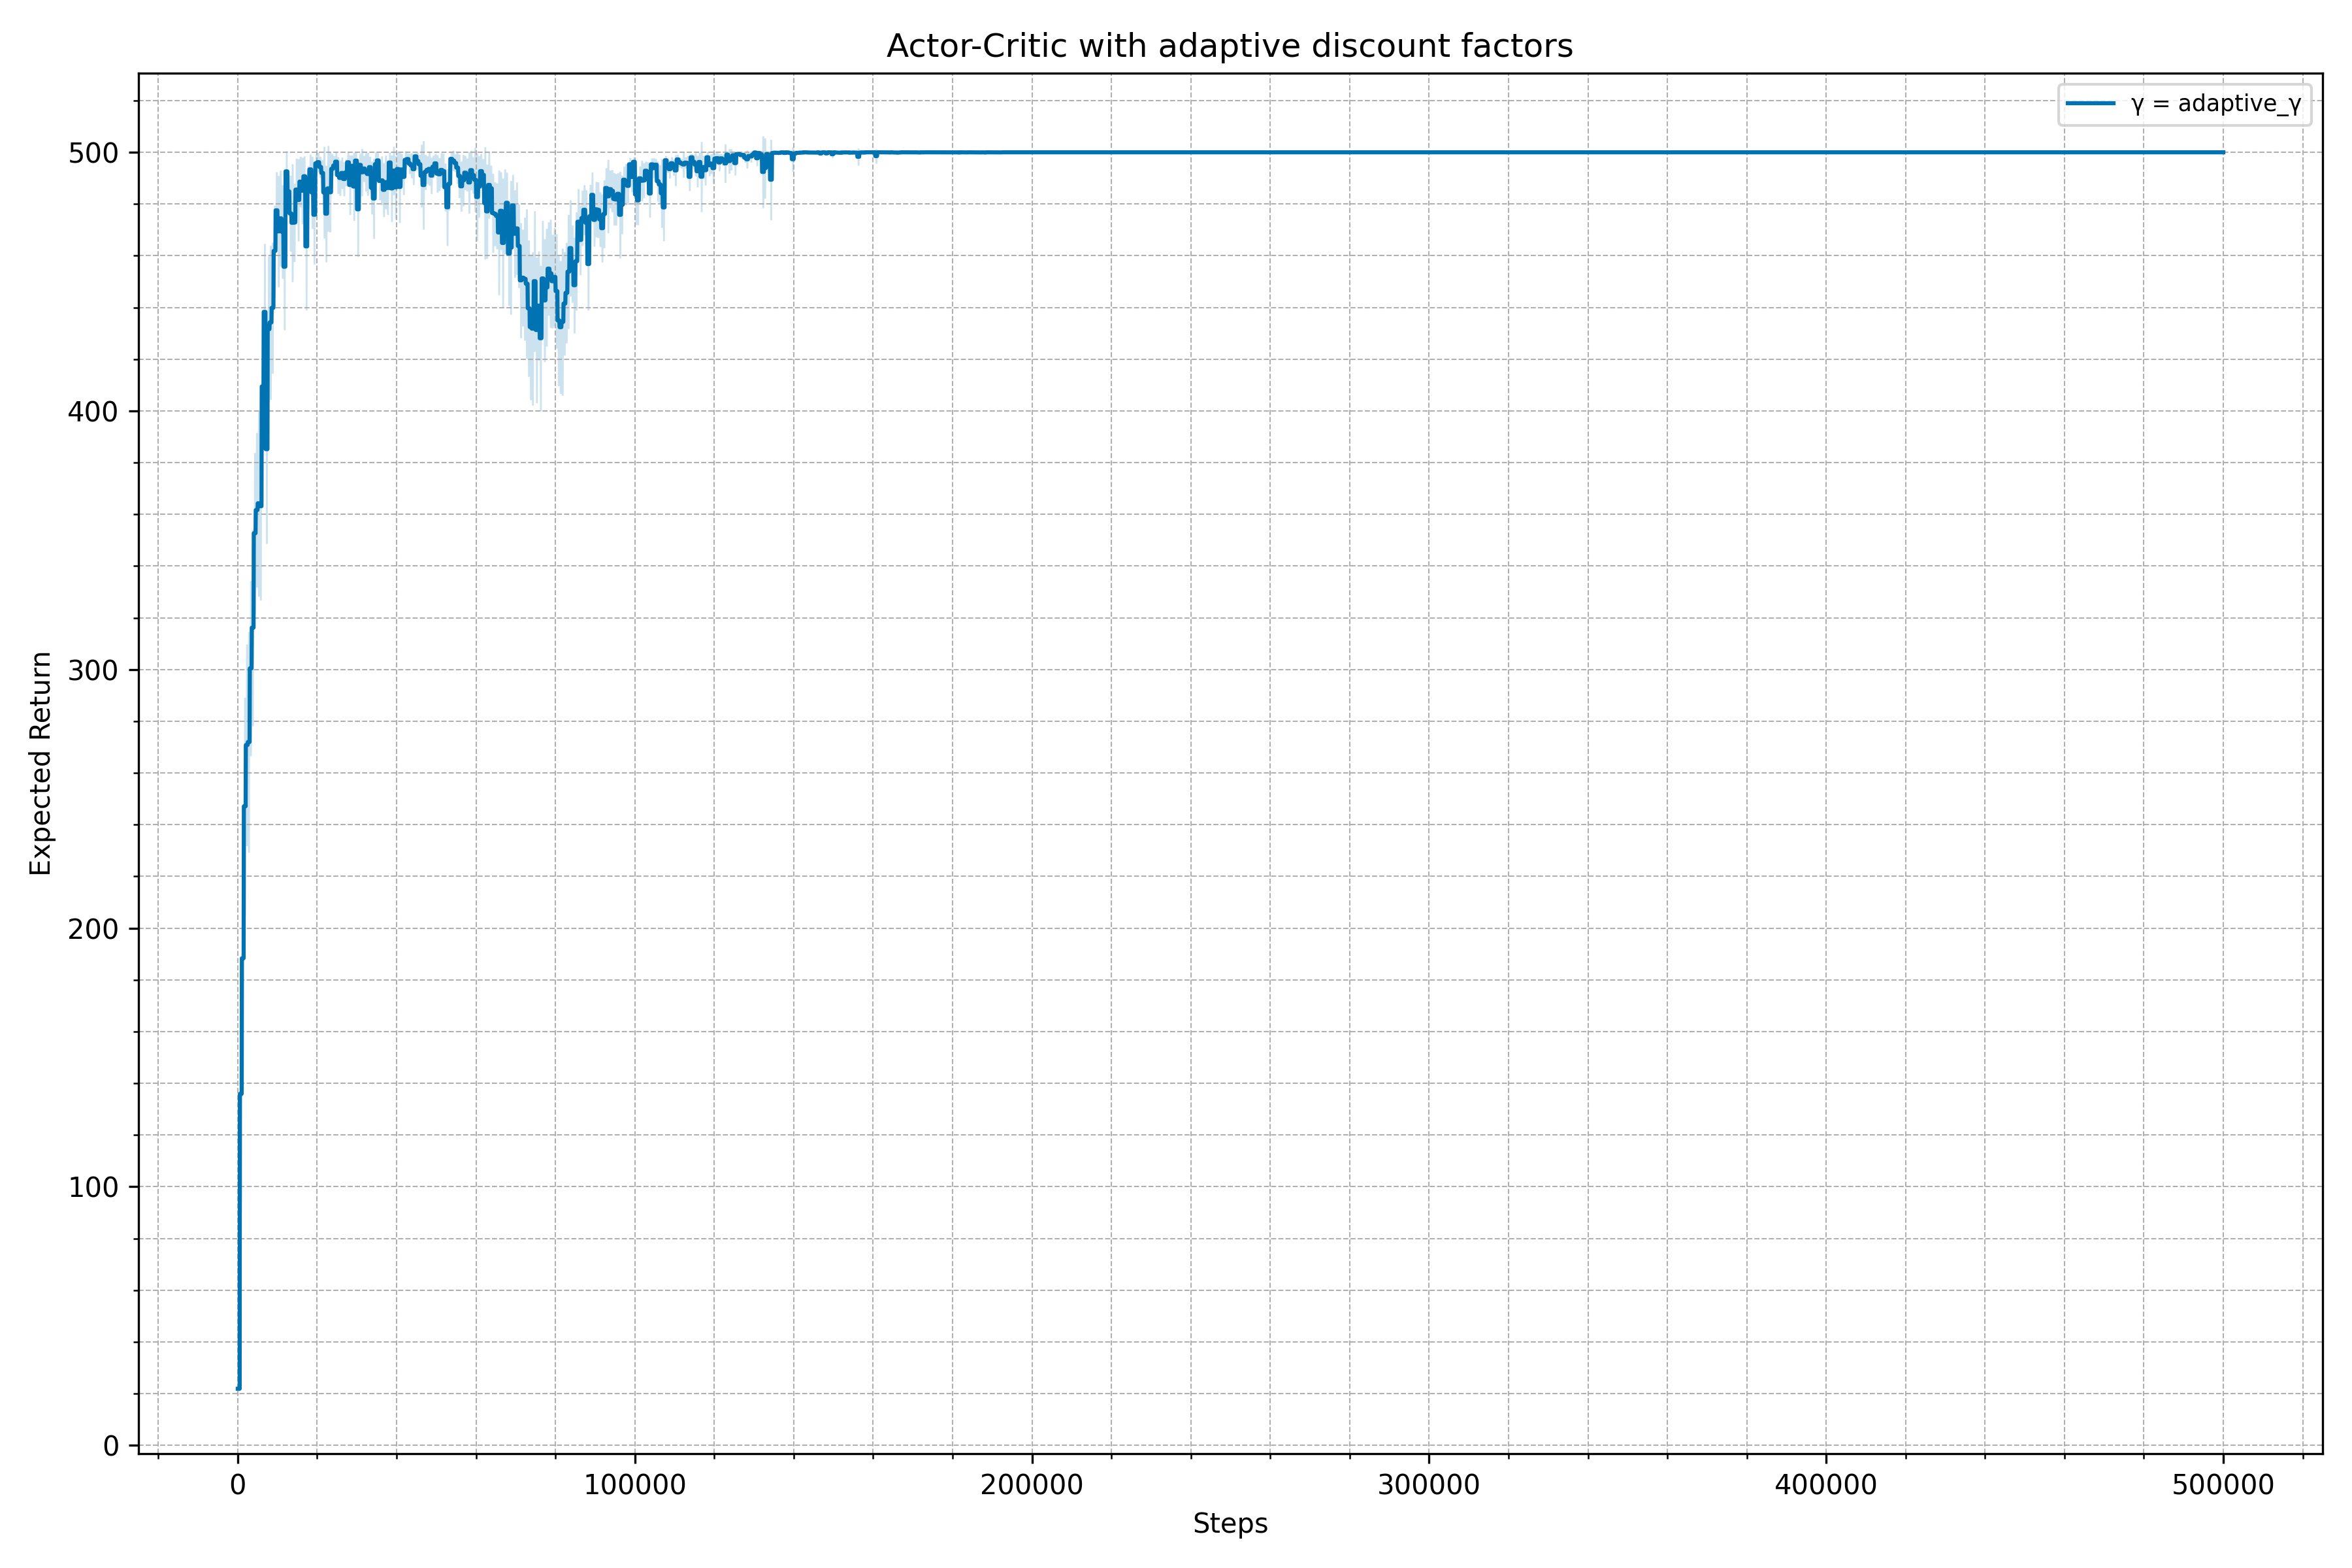 Actor-Critic with adaptive discount factors
γ = adaptive_γ
Expected Return
500
400
300
200
100
0
0 100000 200000 300000 400000 500000
Steps